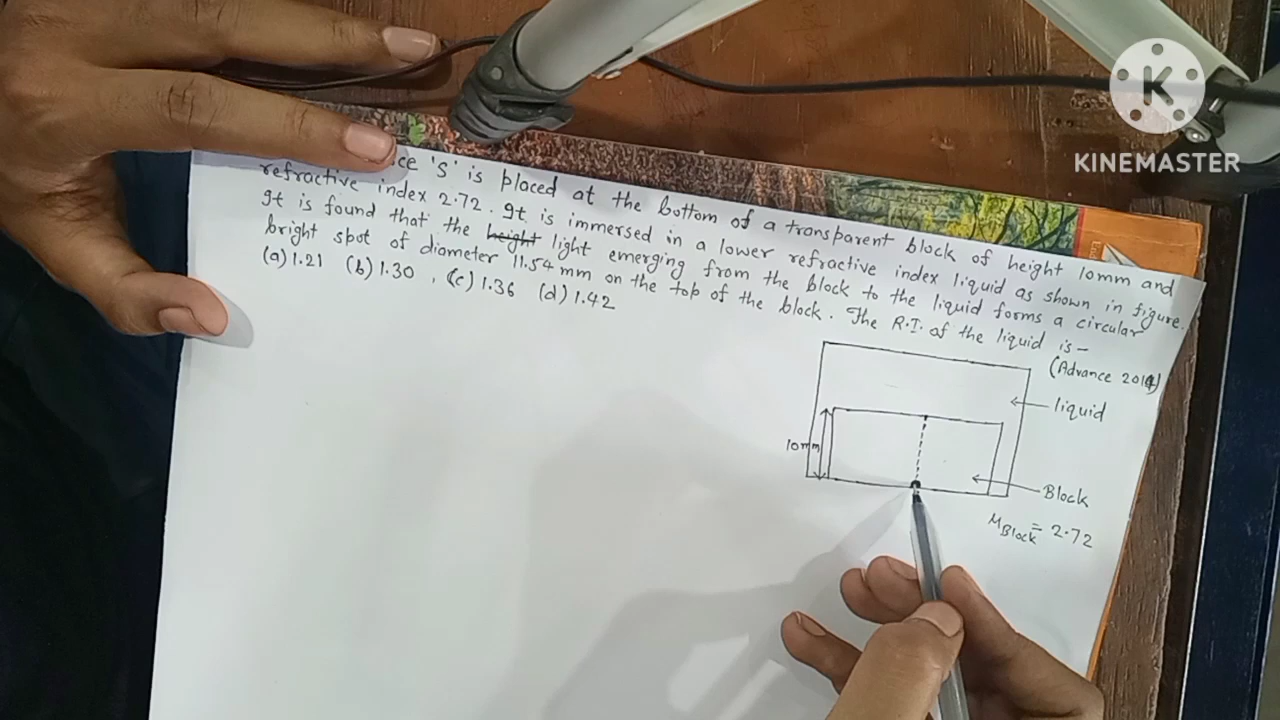 'S' is placed at the bottom of a transparent block of height 10mm and
refractive index 2.72. It is immersed in a lower refractive index liquid as shown in figure.
It is found that the light emerging from the block to the liquid forms a circular
bright spot of diameter 11.54 mm on the top of the block. The R.I. of the liquid is—
(a) 1.21 (b) 1.30 , (c) 1.36 (d) 1.42
(Advance 2014)
liquid
10mm
Block
μBlock = 2.72
K
KINEMASTER